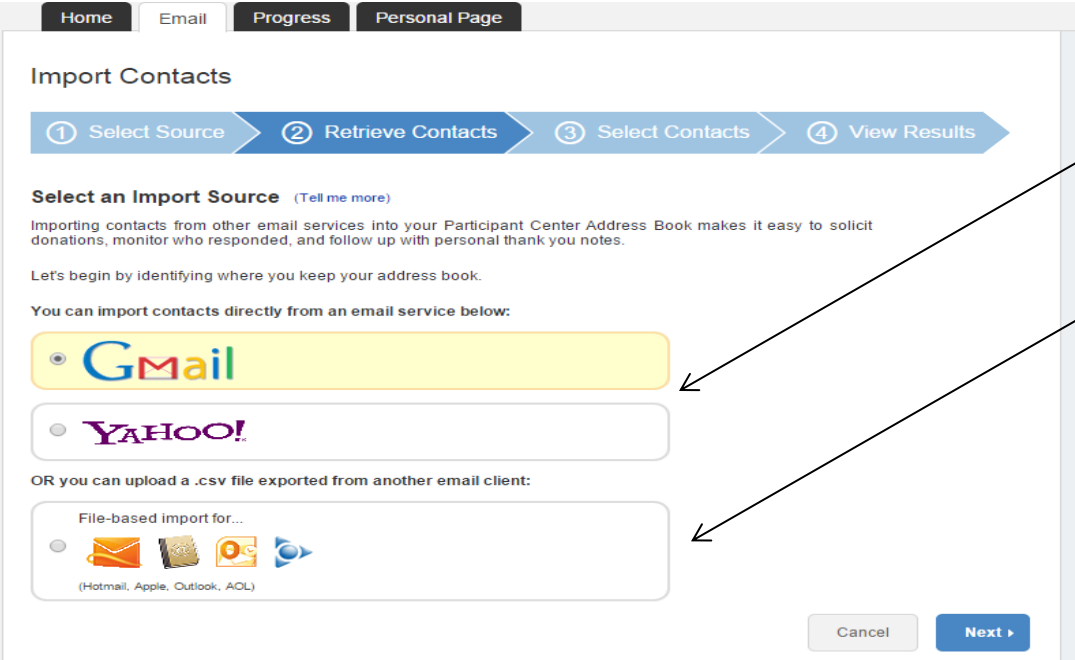 Home Email Progress Personal Page
Import Contacts
1 Select Source 2 Retrieve Contacts 3 Select Contacts 4 View Results
Select an Import Source (Tell me more)
Importing contacts from other email services into your Participant Center Address Book makes it easy to solicit
donations, monitor who responded, and follow up with personal thank you notes.
Let's begin by identifying where you keep your address book.
You can import contacts directly from an email service below:
Gmail
YAHOO!
OR you can upload a .csv file exported from another email client:
File-based import for...
(Hotmail, Apple, Outlook, AOL)
Cancel Next